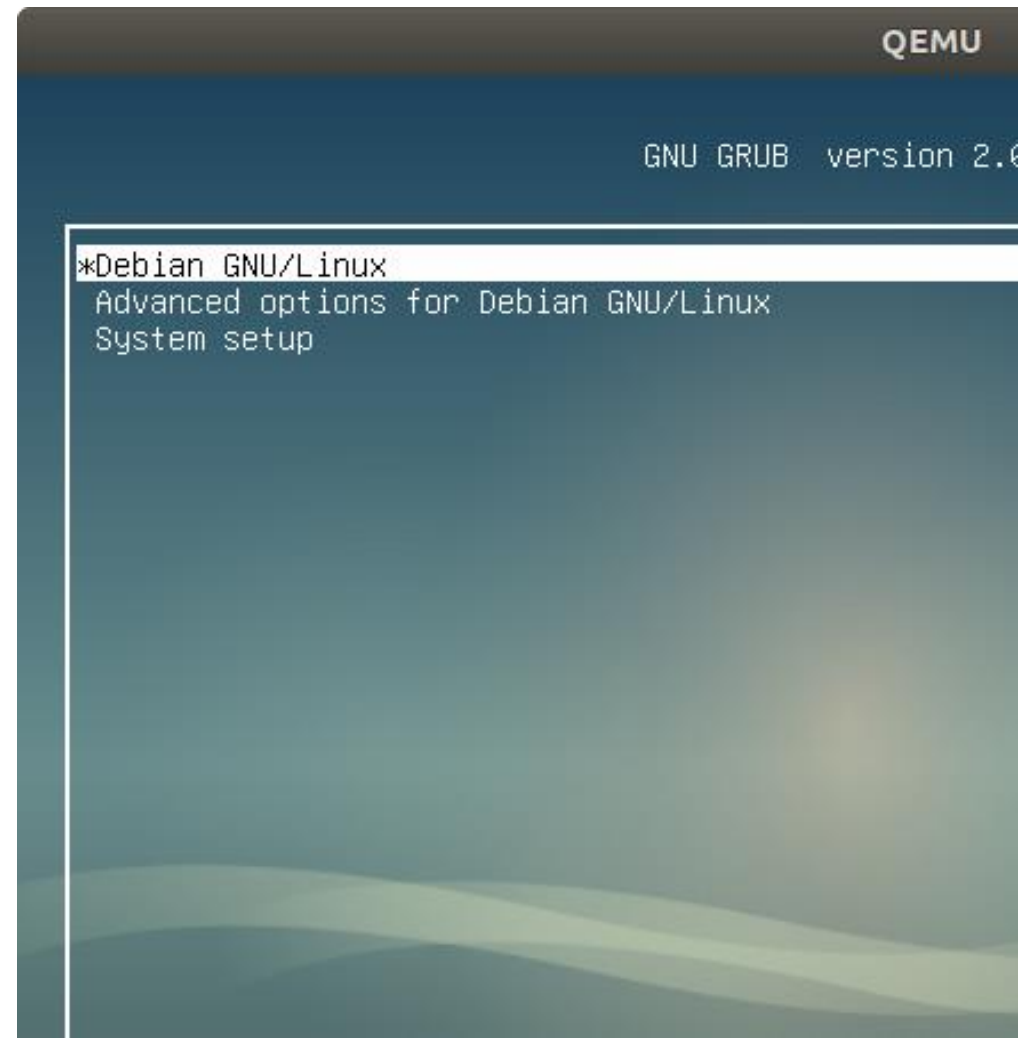 QEMU
GNU GRUB version 2.0
*Debian GNU/Linux
Advanced options for Debian GNU/Linux
System setup